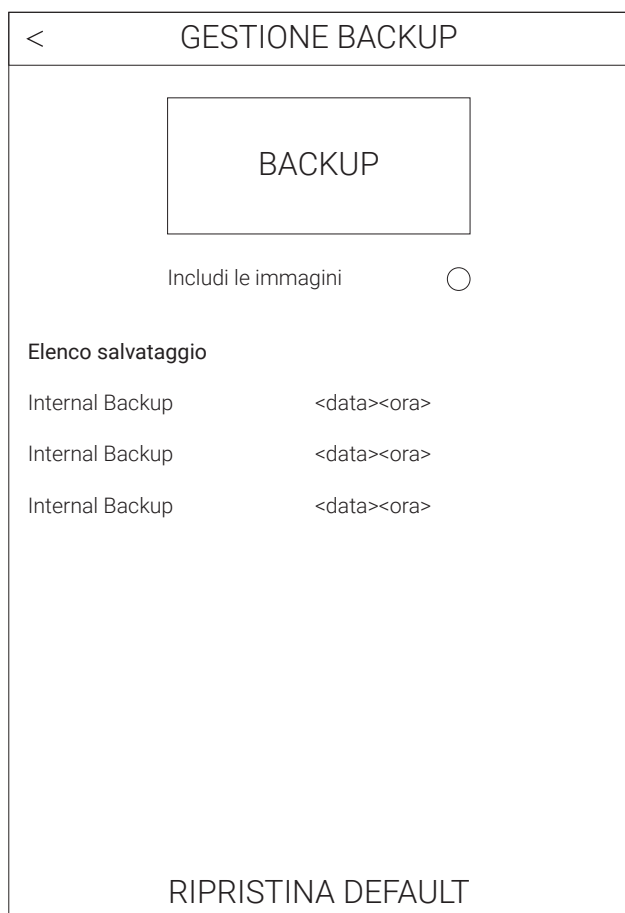 < GESTIONE BACKUP
BACKUP
Includi le immagini
Elenco salvataggio
Internal Backup <data><ora>
Internal Backup <data><ora>
Internal Backup <data><ora>
RIPRISTINA DEFAULT